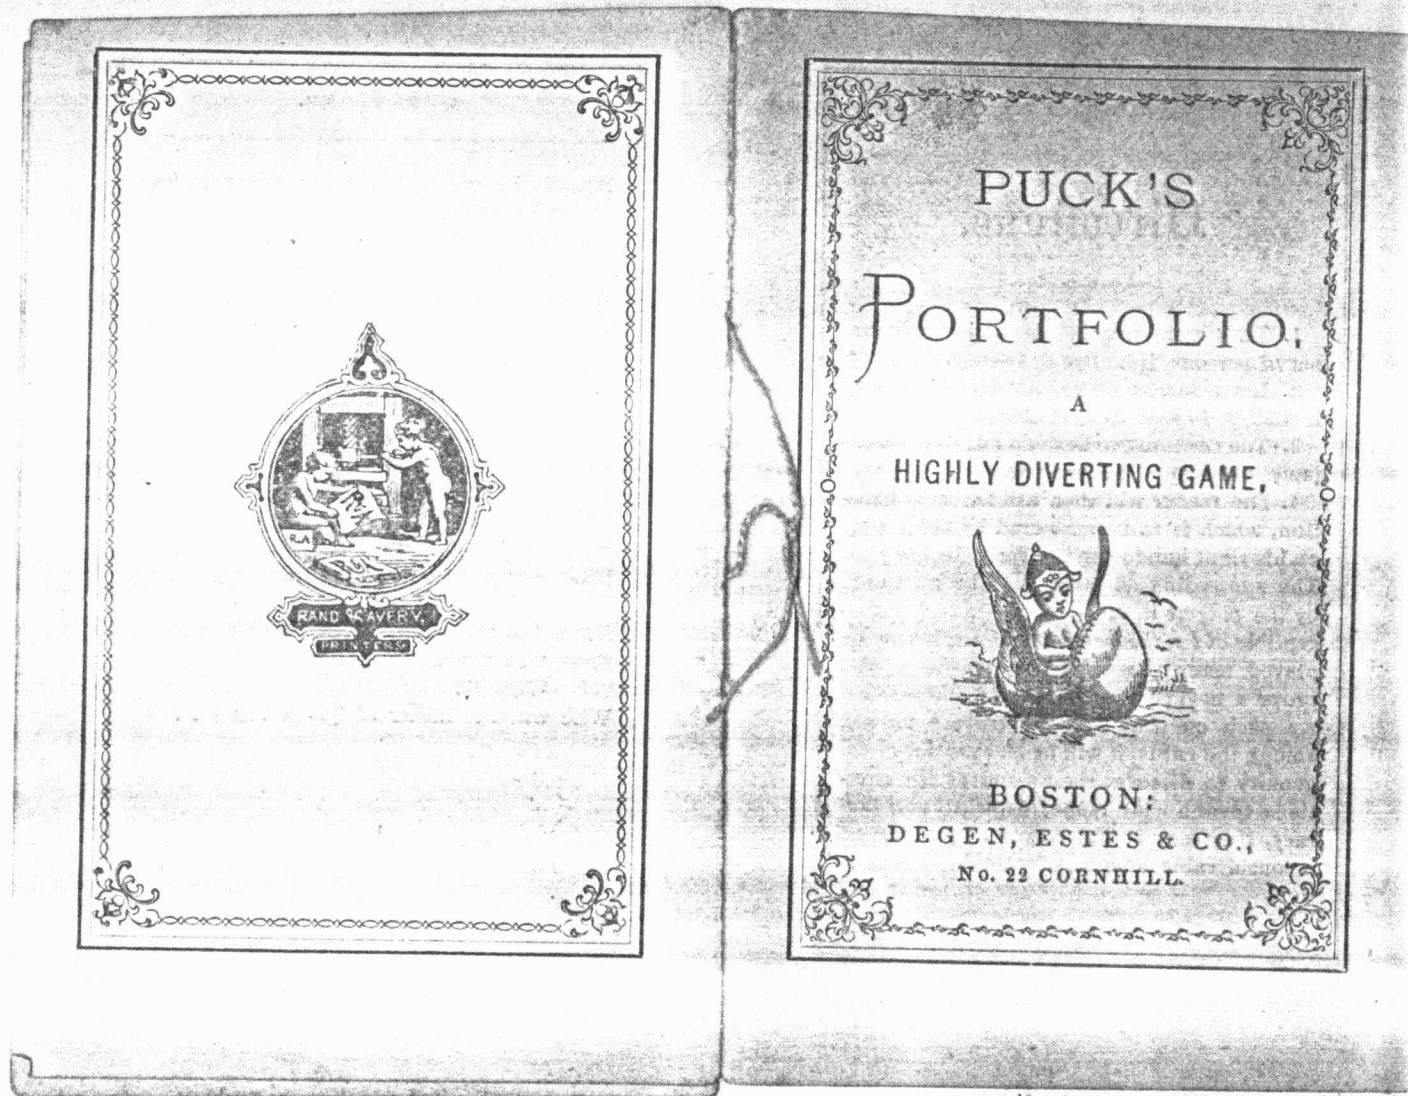 R.A
RAND & AVERY.
PRINTERS
PUCK'S
PORTFOLIO,
A
HIGHLY DIVERTING GAME,
BOSTON:
DEGEN, ESTES & CO.,
No. 22 CORNHILL.